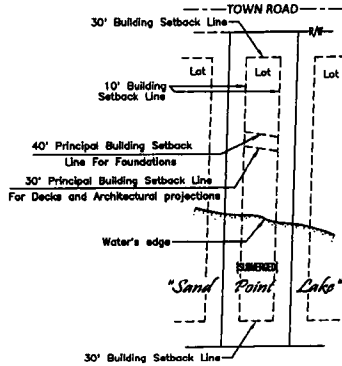 TOWN ROAD
30' Building Setback Line
R/W
Lot
Lot
Lot
10' Building
Setback Line
40' Principal Building Setback
Line For Foundations
30' Principal Building Setback Line
For Decks and Architectural projections
Water's edge
SUBMERGED
"Sand Point Lake"
30' Building Setback Line